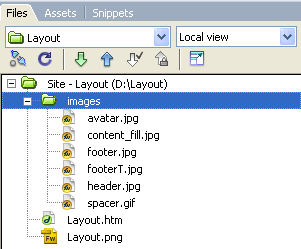 Files Assets Snippets
Layout Local view
Site - Layout (D:\Layout)
images
avatar.jpg
content_fill.jpg
footer.jpg
footerT.jpg
header.jpg
spacer.gif
Layout.htm
Fw Layout.png